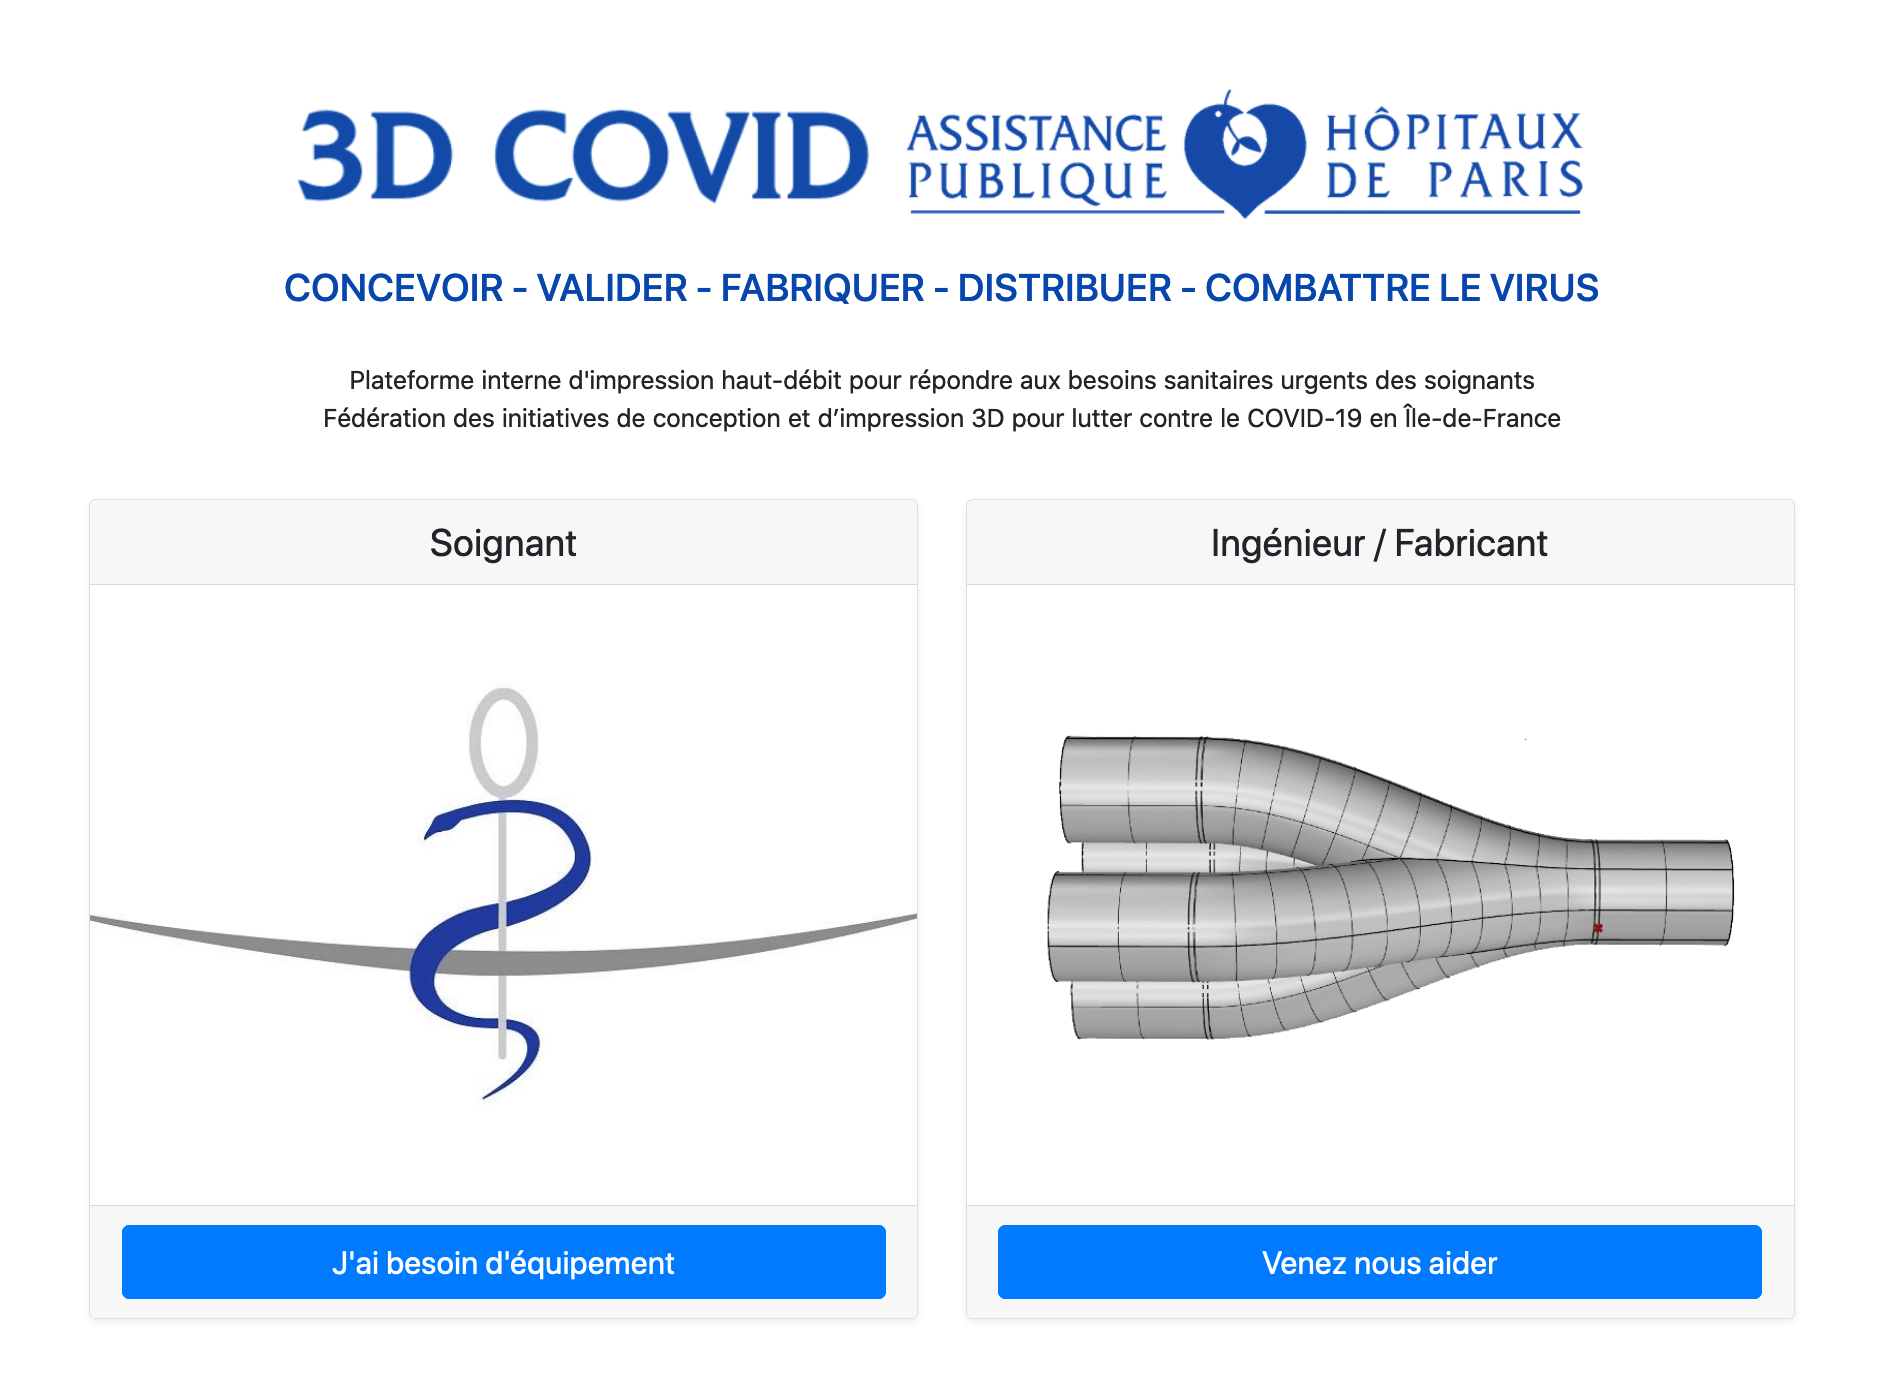 3D COVID
ASSISTANCE PUBLIQUE
HÔPITAUX DE PARIS
CONCEVOIR - VALIDER - FABRIQUER - DISTRIBUER - COMBATTRE LE VIRUS
Plateforme interne d'impression haut-débit pour répondre aux besoins sanitaires urgents des soignants
Fédération des initiatives de conception et d’impression 3D pour lutter contre le COVID-19 en Île-de-France
Soignant
J'ai besoin d'équipement
Ingénieur / Fabricant
Venez nous aider